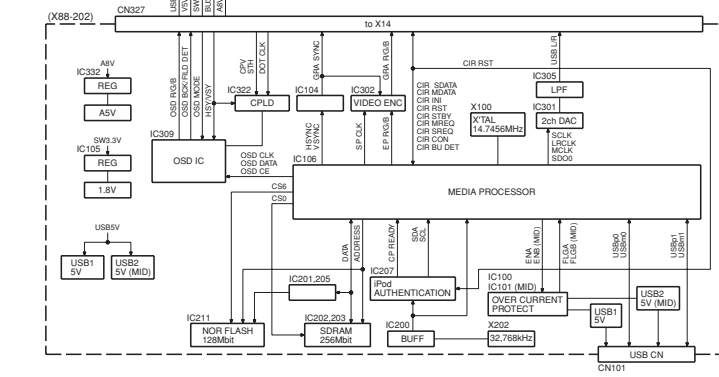 CN327
(X88-202)
to X14
A8V
IC332
REG
A5V
SW3.3V
IC105
REG
1.8V
USB5V
USB1
5V
USB2
5V (MID)
OSD R/G/B
OSD BOX/FILD DET
OSD MODE
HSY/VSY
CPV
STH
DOT CLK
IC322
CPLD
IC309
OSD IC
OSD CLK
OSD DATA
OSD CE
GRA SYNC
IC104
HSYNC
VSYNC
IC302
VIDEO ENC
GRA R/G/B
SP CLK
EP RG/B
CIR RST
CIR SDATA
CIR MDATA
CIR INI
CIR RST
CIR STBY
CIR MREQ
CIR SREQ
CIR CON
CIR BU DET
X100
X'TAL
14.7456MHz
USB L/R
IC305
LPF
IC301
2ch DAC
SCLK
LRCLK
MCLK
SDO0
IC106
MEDIA PROCESSOR
CS6
CS0
DATA
ADDRESS
CP READY
SDA
SCL
ENA
ENB (MID)
FLGA
FLGB (MID)
USBp0
USBm0
USBp1
USBm1
IC201,205
IC207
iPod
AUTHENTICATION
IC100
IC101 (MID)
OVER CURRENT
PROTECT
USB1
5V
USB2
5V (MID)
IC211
NOR FLASH
128Mbit
IC202,203
SDRAM
256Mbit
IC200
BUFF
X202
32,768kHz
USB CN
CN101